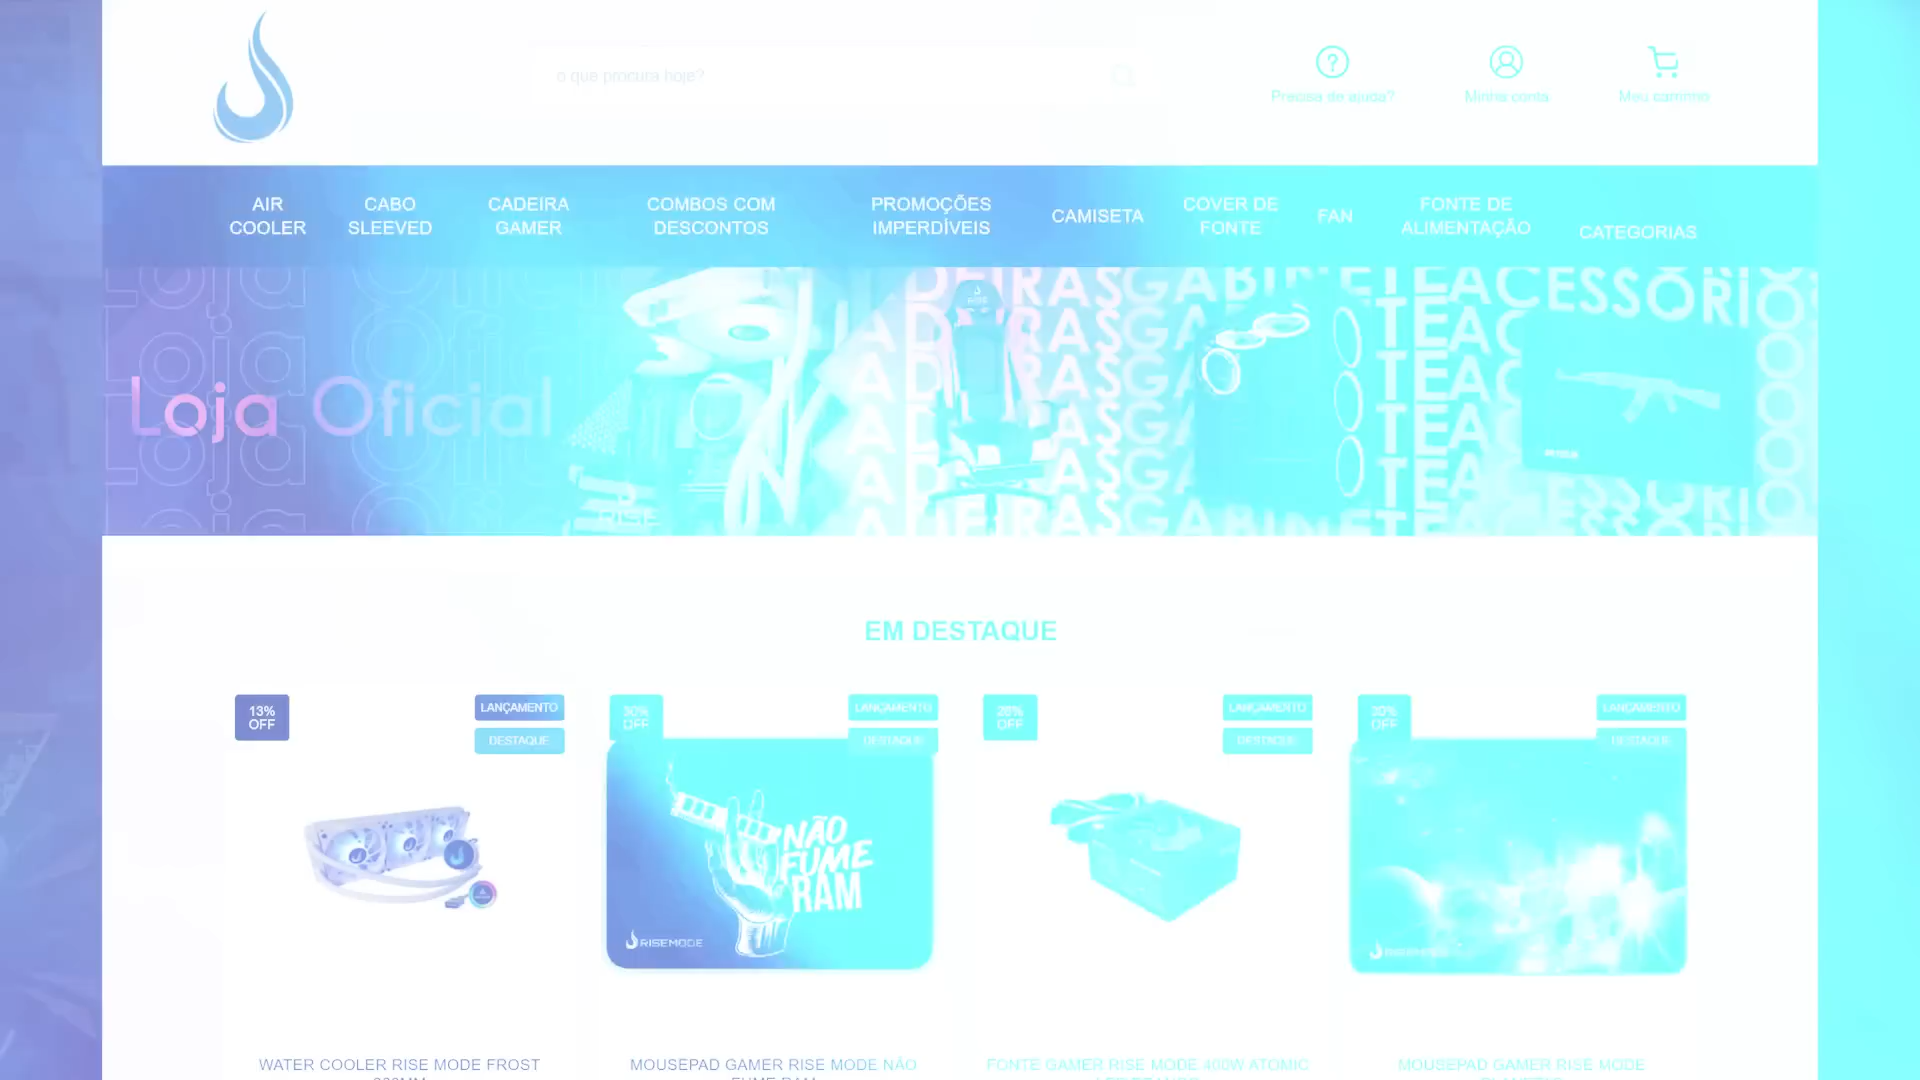 o que procura hoje?
Precisa de ajuda?
Minha conta
Meu carrinho
AIR
COOLER
CABO
SLEEVED
CADEIRA
GAMER
COMBOS COM
DESCONTOS
PROMOÇÕES
IMPERDÍVEIS
CAMISETA
COVER DE
FONTE
FAN
FONTE DE
ALIMENTAÇÃO
CATEGORIAS
Loja Oficial
RISE
EM DESTAQUE
13%
OFF
LANÇAMENTO
DESTAQUE
30%
OFF
LANÇAMENTO
DESTAQUE
OFF
LANÇAMENTO
DESTAQUE
30%
OFF
LANÇAMENTO
DESTAQUE
NÃO
FUME
RAM
RISEMODE
WATER COOLER RISE MODE FROST
MOUSEPAD GAMER RISE MODE NÃO
FUME RAM
FONTE GAMER RISE MODE 400W ATOMIC
MOUSEPAD GAMER RISE MODE